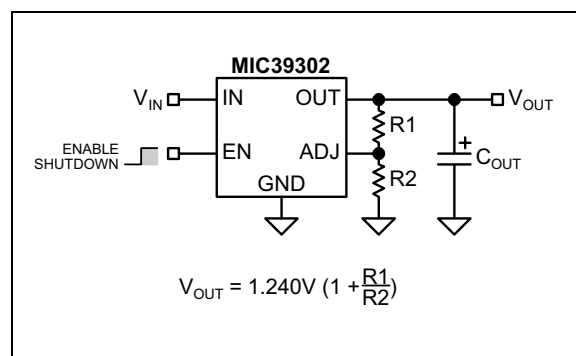 MIC39302
VIN
IN
OUT
VOUT
R1
ENABLE
SHUTDOWN
EN
ADJ
+
COUT
R2
GND
VOUT = 1.240V (1 + R1/R2)